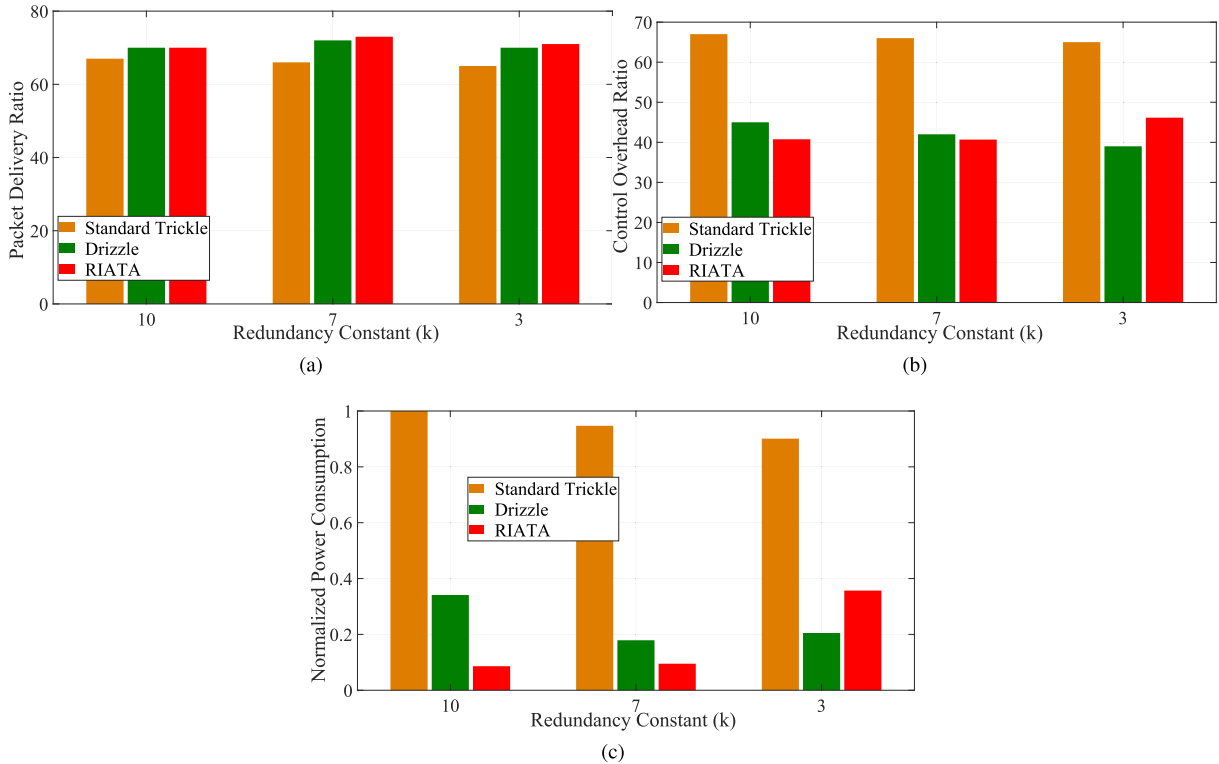 80
60
40
20
0
Packet Delivery Ratio
Standard Trickle
Drizzle
RIATA
10 7 3
Redundancy Constant (k)
(a)
70
60
50
40
30
20
10
0
Control Overhead Ratio
Standard Trickle
Drizzle
RIATA
10 7 3
Redundancy Constant (k)
(b)
1
0.8
0.6
0.4
0.2
0
Normalized Power Consumption
Standard Trickle
Drizzle
RIATA
10 7 3
Redundancy Constant (k)
(c)